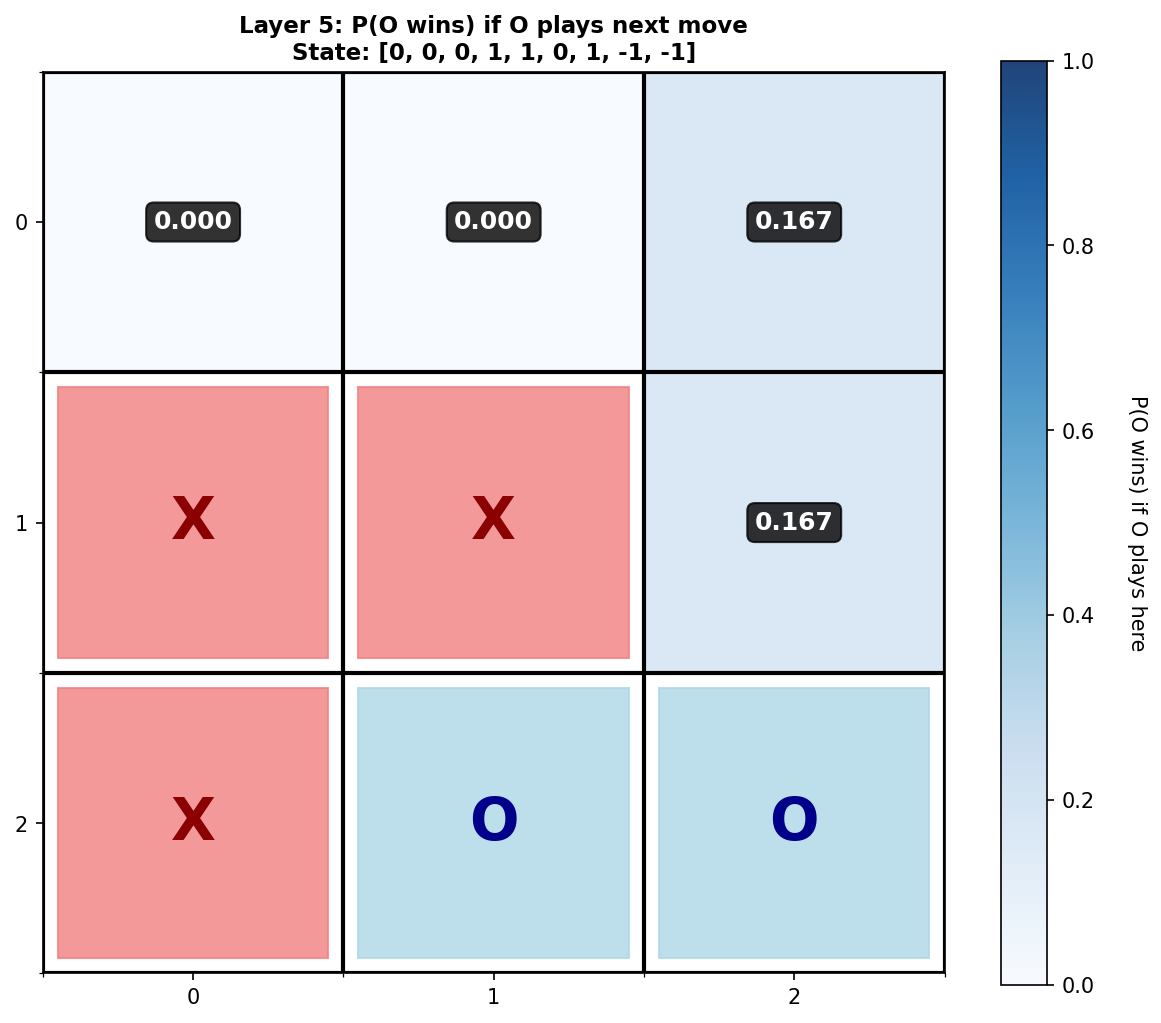 Layer 5: P(O wins) if O plays next move
State: [0, 0, 0, 1, 1, 0, 1, -1, -1]
0
0.000
0.000
0.167
1
X
X
0.167
2
X
O
O
0
1
2
1.0
0.8
0.6
0.4
0.2
0.0
P(O wins) if O plays here